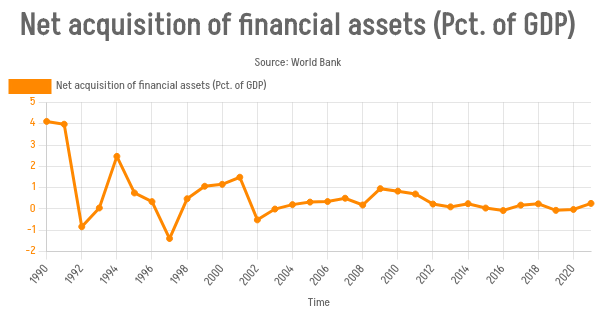 Net acquisition of financial assets (Pct. of GDP)
Source: World Bank
Net acquisition of financial assets (Pct. of GDP)
5
4
3
2
1
0
-1
-2
1990 1992 1994 1996 1998 2000 2002 2004 2006 2008 2010 2012 2014 2016 2018 2020
Time